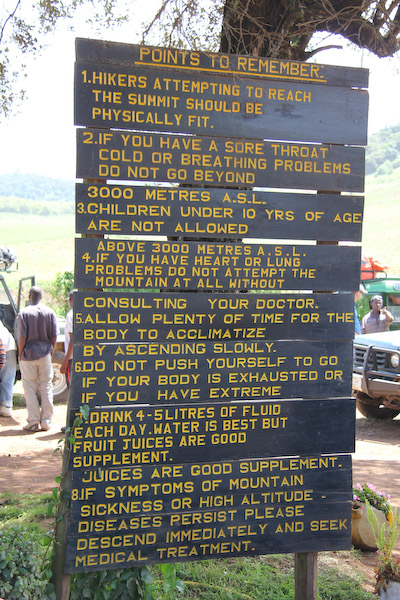 POINTS TO REMEMBER.
1.HIKERS ATTEMPTING TO REACH
THE SUMMIT SHOULD BE
PHYSICALLY FIT.
2.IF YOU HAVE A SORE THROAT
COLD OR BREATHING PROBLEMS
DO NOT GO BEYOND
3000 METRES A.S.L.
3.CHILDREN UNDER 10 YRS OF AGE
ARE NOT ALLOWED
ABOVE 3000 METRES A.S.L.
4.IF YOU HAVE HEART OR LUNG
PROBLEMS DO NOT ATTEMPT THE
MOUNTAIN AT ALL WITHOUT
CONSULTING YOUR DOCTOR.
5.ALLOW PLENTY OF TIME FOR THE
BODY TO ACCLIMATIZE
BY ASCENDING SLOWLY.
6.DO NOT PUSH YOURSELF TO GO
IF YOUR BODY IS EXHAUSTED OR
IF YOU HAVE EXTREME
7.DRINK 4-5 LITRES OF FLUID
EACH DAY. WATER IS BEST BUT
FRUIT JUICES ARE GOOD
SUPPLEMENT.
JUICES ARE GOOD SUPPLEMENT.
8.IF SYMPTOMS OF MOUNTAIN
SICKNESS OR HIGH ALTITUDE -
DISEASES PERSIST PLEASE
DESCEND IMMEDIATELY AND SEEK
MEDICAL TREATMENT.